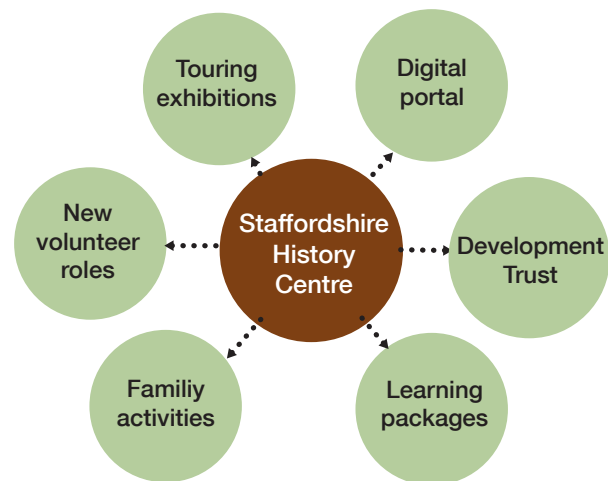 Touring
exhibitions
Digital
portal
New
volunteer
roles
Staffordshire
History
Centre
Development
Trust
Familiy
activities
Learning
packages